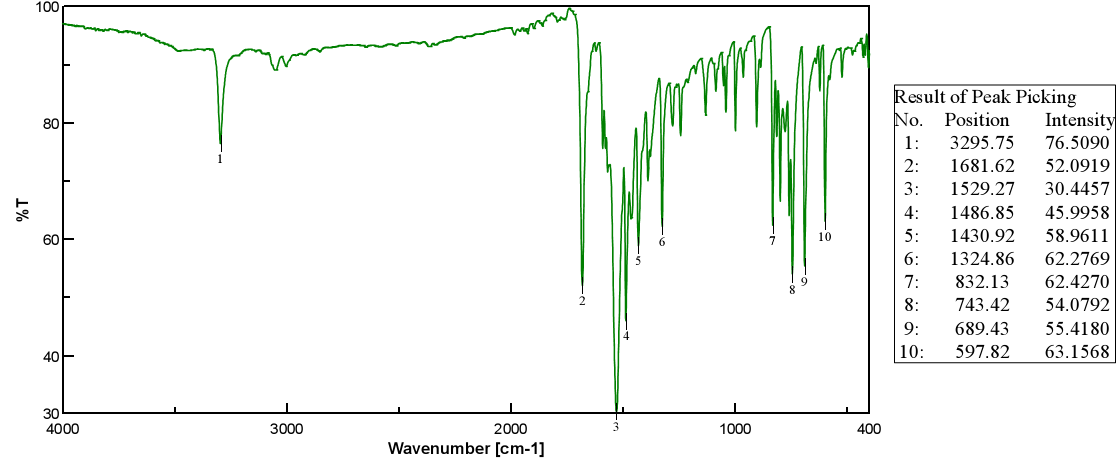 100
80
60
40
30
%T
4000
3000
2000
1000
400
Wavenumber [cm-1]
1
2
3
4
5
6
7
8
9
10
Result of Peak Picking
No. Position Intensity
1: 3295.75 76.5090
2: 1681.62 52.0919
3: 1529.27 30.4457
4: 1486.85 45.9958
5: 1430.92 58.9611
6: 1324.86 62.2769
7: 832.13 62.4270
8: 743.42 54.0792
9: 689.43 55.4180
10: 597.82 63.1568